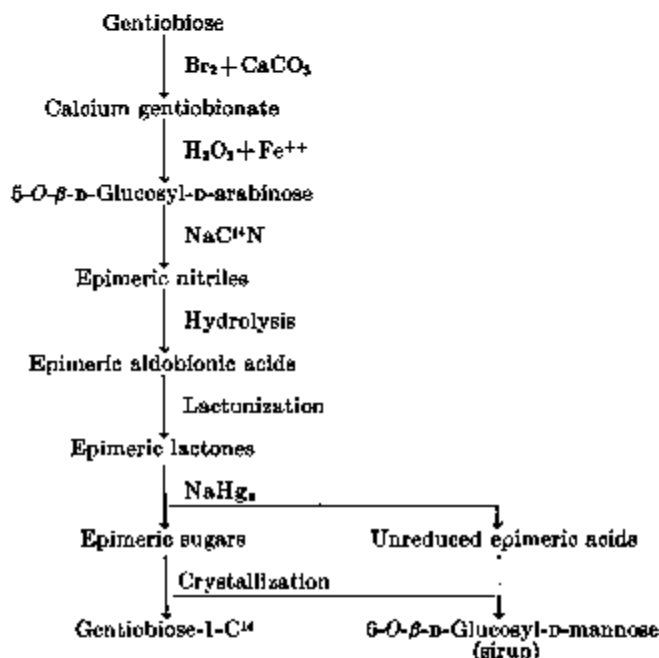 Gentiobiose
Br₂+CaCO₃
Calcium gentiobionate
H₂O₂+Fe⁺⁺
5-O-β-D-Glucosyl-D-arabinose
NaC¹⁴N
Epimeric nitriles
Hydrolysis
Epimeric aldobionic acids
Lactonization
Epimeric lactones
NaHgₓ
Epimeric sugars Unreduced epimeric acids
Crystallization
Gentiobiose-1-C¹⁴ 6-O-β-D-Glucosyl-D-mannose
(sirup)